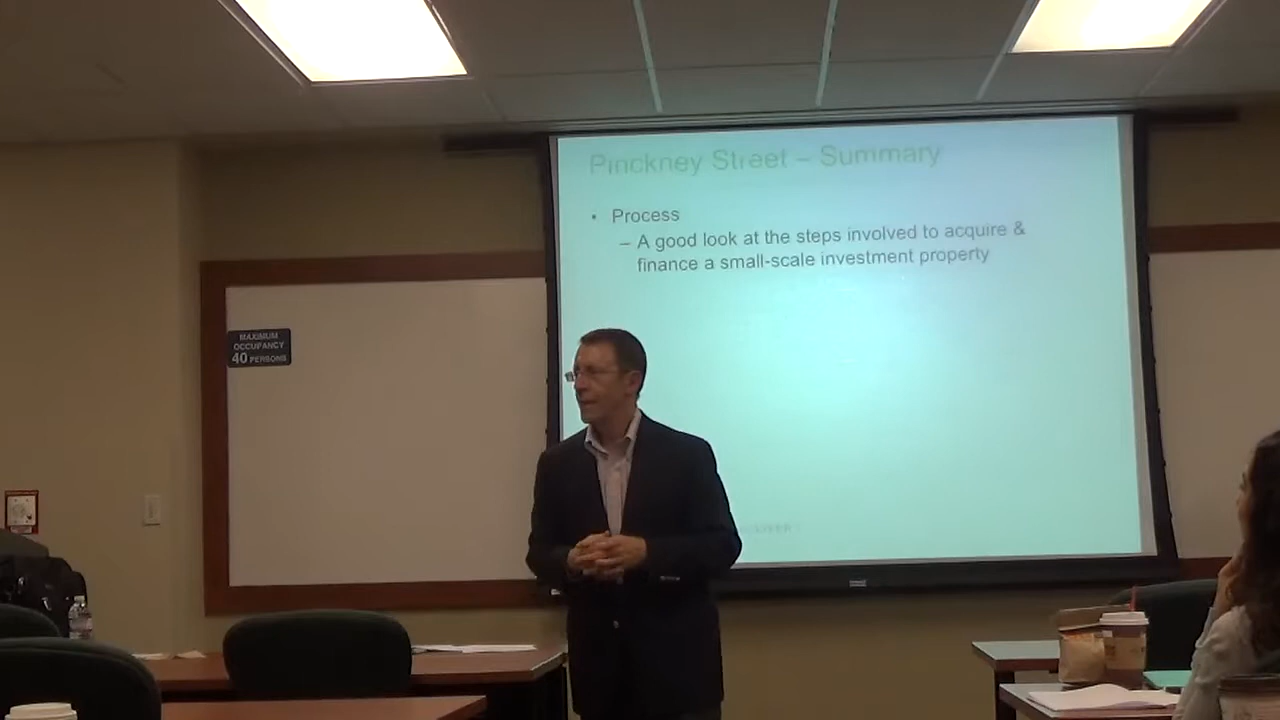 Pinckney Street – Summary
• Process
– A good look at the steps involved to acquire &
finance a small-scale investment property
MAXIMUM
OCCUPANCY
40 PERSONS